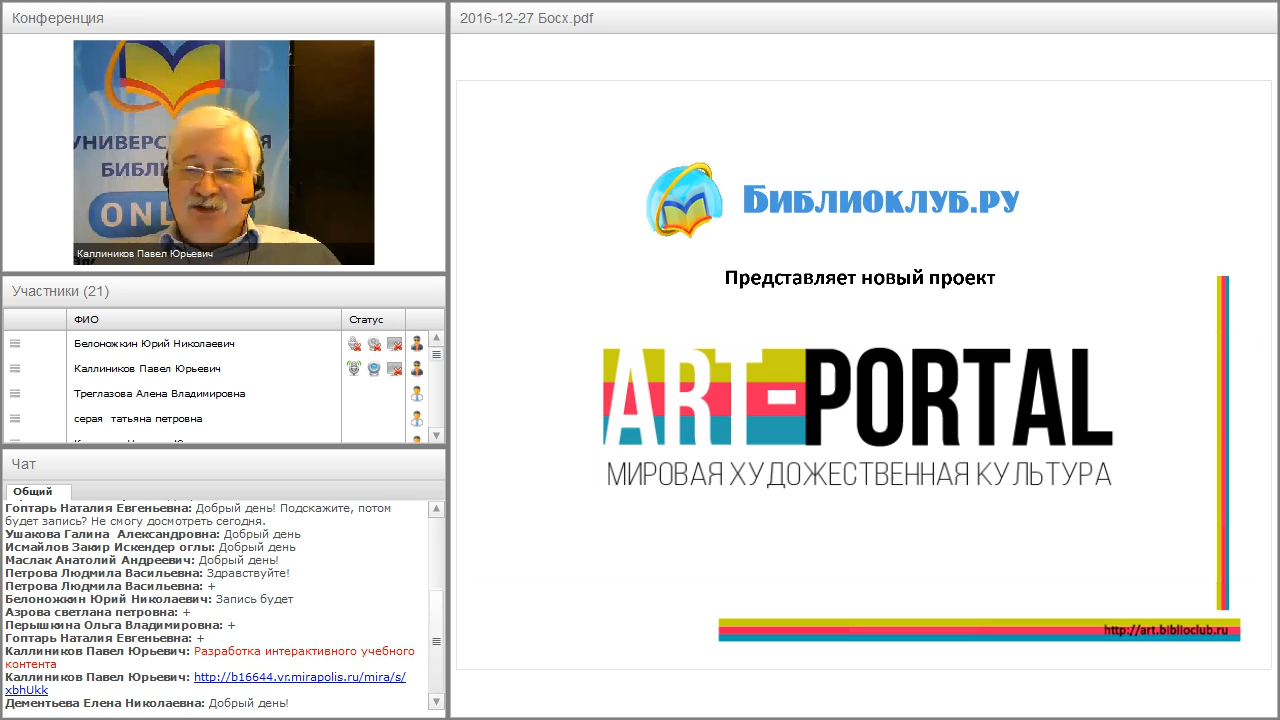 Конференция
УНИВЕРС
Я
ONL
Каллиников Павел Юрьевич
Участники (21)
ФИО Статус
Белоножкин Юрий Николаевич
Каллиников Павел Юрьевич
Треглазова Алена Владимировна
серая татьяна петровна
Чат
Общий
Гоптарь Наталия Евгеньевна: Добрый день! Подскажите, потом
будет запись? Не смогу досмотреть сегодня.
Ушакова Галина Александровна: Добрый день
Исмайлов Закир Искендер оглы: Добрый день
Маслак Анатолий Андреевич: Добрый день!
Петрова Людмила Васильевна: Здравствуйте!
Петрова Людмила Васильевна: +
Белоножкин Юрий Николаевич: Запись будет
Азрова светлана петровна: +
Перышкина Ольга Владимировна: +
Гоптарь Наталия Евгеньевна: +
Каллиников Павел Юрьевич: Разработка интерактивного учебного
контента
Каллиников Павел Юрьевич: http://b16644.vr.mirapolis.ru/mira/s/
xbhUkk
Дементьева Елена Николаевна: Добрый день!
2016-12-27 Босх.pdf
Библиоклуб.ру
Представляет новый проект
ART-PORTAL
МИРОВАЯ ХУДОЖЕСТВЕННАЯ КУЛЬТУРА
http://art.biblioclub.ru